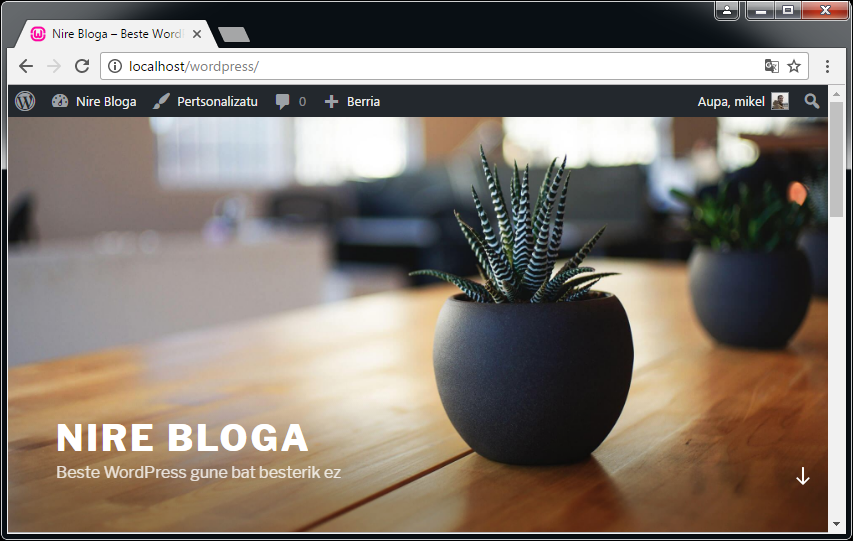 Nire Bloga – Beste Word
localhost/wordpress/
Nire Bloga Pertsonalizatu 0 Berria Aupa, mikel
NIRE BLOGA
Beste WordPress gune bat besterik ez